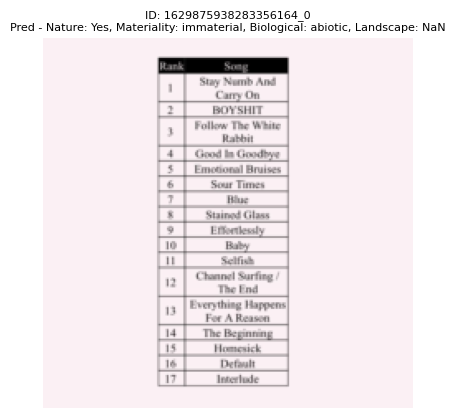 ID: 1629875938283356164_0
Pred - Nature: Yes, Materiality: immaterial, Biological: abiotic, Landscape: NaN
Rank Song
1 Stay Numb And
Carry On
2 BOYSHIT
3 Follow The White
Rabbit
4 Good In Goodbye
5 Emotional Bruises
6 Sour Times
7 Blue
8 Stained Glass
9 Effortlessly
10 Baby
11 Selfish
12 Channel Surfing /
The End
13 Everything Happens
For A Reason
14 The Beginning
15 Homesick
16 Default
17 Interlude